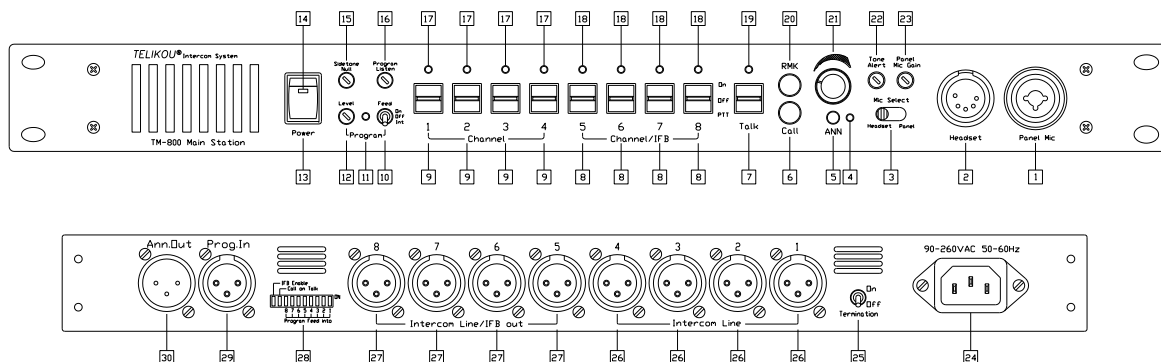 14 15 16 17 17 17 17 18 18 18 18 19 20 21 22 23
TELIKOU® Intercom System
Sidetone Null
Program Listen
RMK
Tone Alert
Panel Mic Gain
Level
Feed
On
Off
Int
On
Off
PTT
Mic Select
Headset Panel
Power
Program
1 2 3 4 5 6 7 8
Channel
Channel/IFB
Talk
Call
ANN
Headset
Panel Mic
TM-800 Main Station
13 12 11 10 9 9 9 9 8 8 8 8 7 6 5 4 3 2 1
Ann.Out Prog.In
8 7 6 5 4 3 2 1
90-260VAC 50-60Hz
IFB Enable
Call on Talk
ON
8 7 6 5 4 3 2 1
Program Feed into
On
Off
Termination
Intercom Line/IFB out
Intercom Line
30 29 28 27 27 27 27 26 26 26 26 25 24